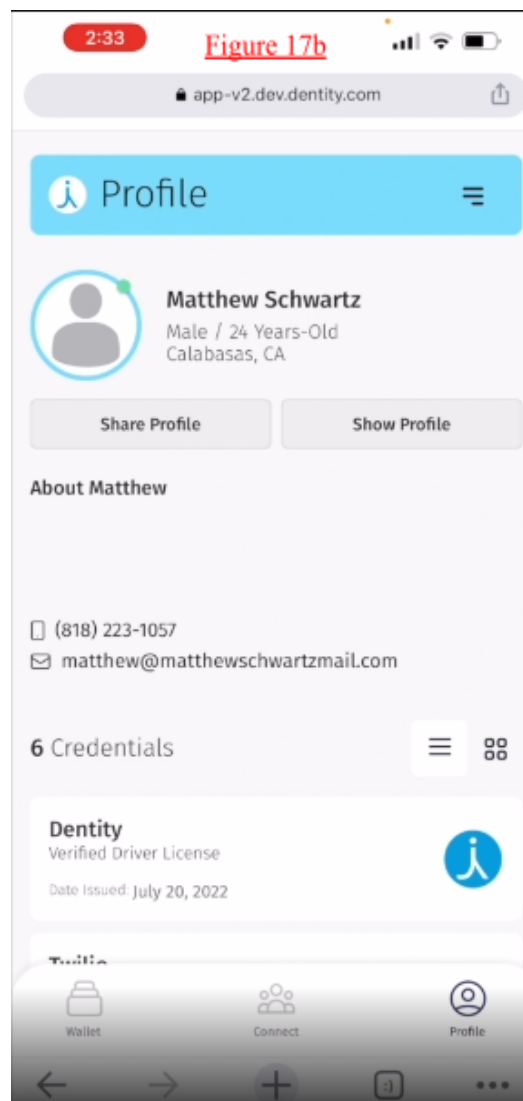 2:33
Figure 17b
app-v2.dev.dentity.com
Profile
Matthew Schwartz
Male / 24 Years-Old
Calabasas, CA
Share Profile
Show Profile
About Matthew
(818) 223-1057
matthew@matthewschwartzmail.com
6 Credentials
Dentity
Verified Driver License
Date Issued: July 20, 2022
Twilio
Wallet
Connect
Profile
:)